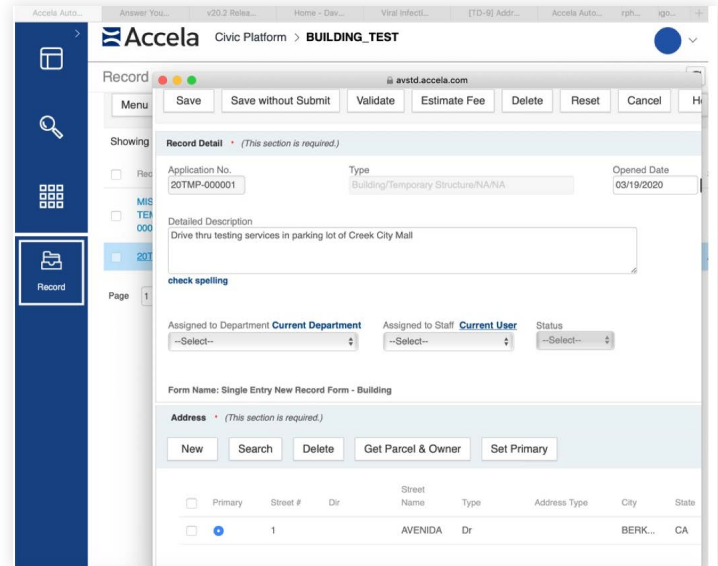 Accela Auto...
Answer You...
v20.2 Relea...
Home - Dav...
Viral Infecti...
[TD-9] Addr...
Accela Auto...
rph...
Accela
Civic Platform > BUILDING_TEST
Record
avstd.accela.com
Menu
Save
Save without Submit
Validate
Estimate Fee
Delete
Reset
Cancel
Showing
Record Detail * (This section is required.)
Rec
Application No.
Type
Opened Date
20TMP-000001
Building/Temporary Structure/NA/NA
03/19/2020
MIS
TEM
000
Detailed Description
Drive thru testing services in parking lot of Creek City Mall
20T
check spelling
Record
Page 1
Assigned to Department Current Department
Assigned to Staff Current User
Status
--Select--
--Select--
--Select--
Form Name: Single Entry New Record Form - Building
Address * (This section is required.)
New
Search
Delete
Get Parcel & Owner
Set Primary
Primary
Street #
Dir
Street Name
Type
Address Type
City
State
1
AVENIDA
Dr
BERK...
CA